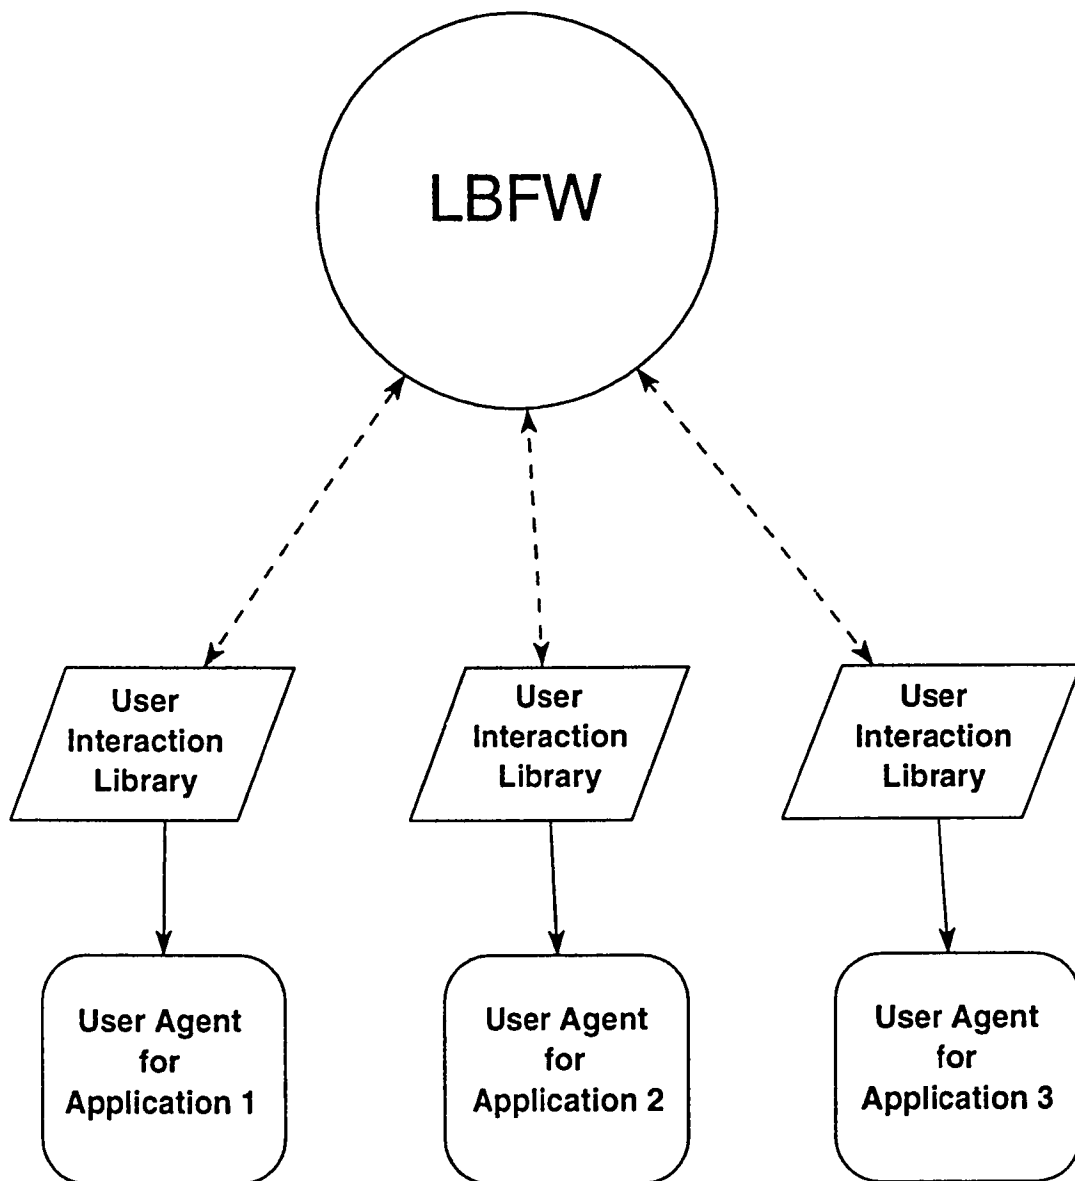 LBFW
User
Interaction
Library
User
Interaction
Library
User
Interaction
Library
User Agent
for
Application 1
User Agent
for
Application 2
User Agent
for
Application 3